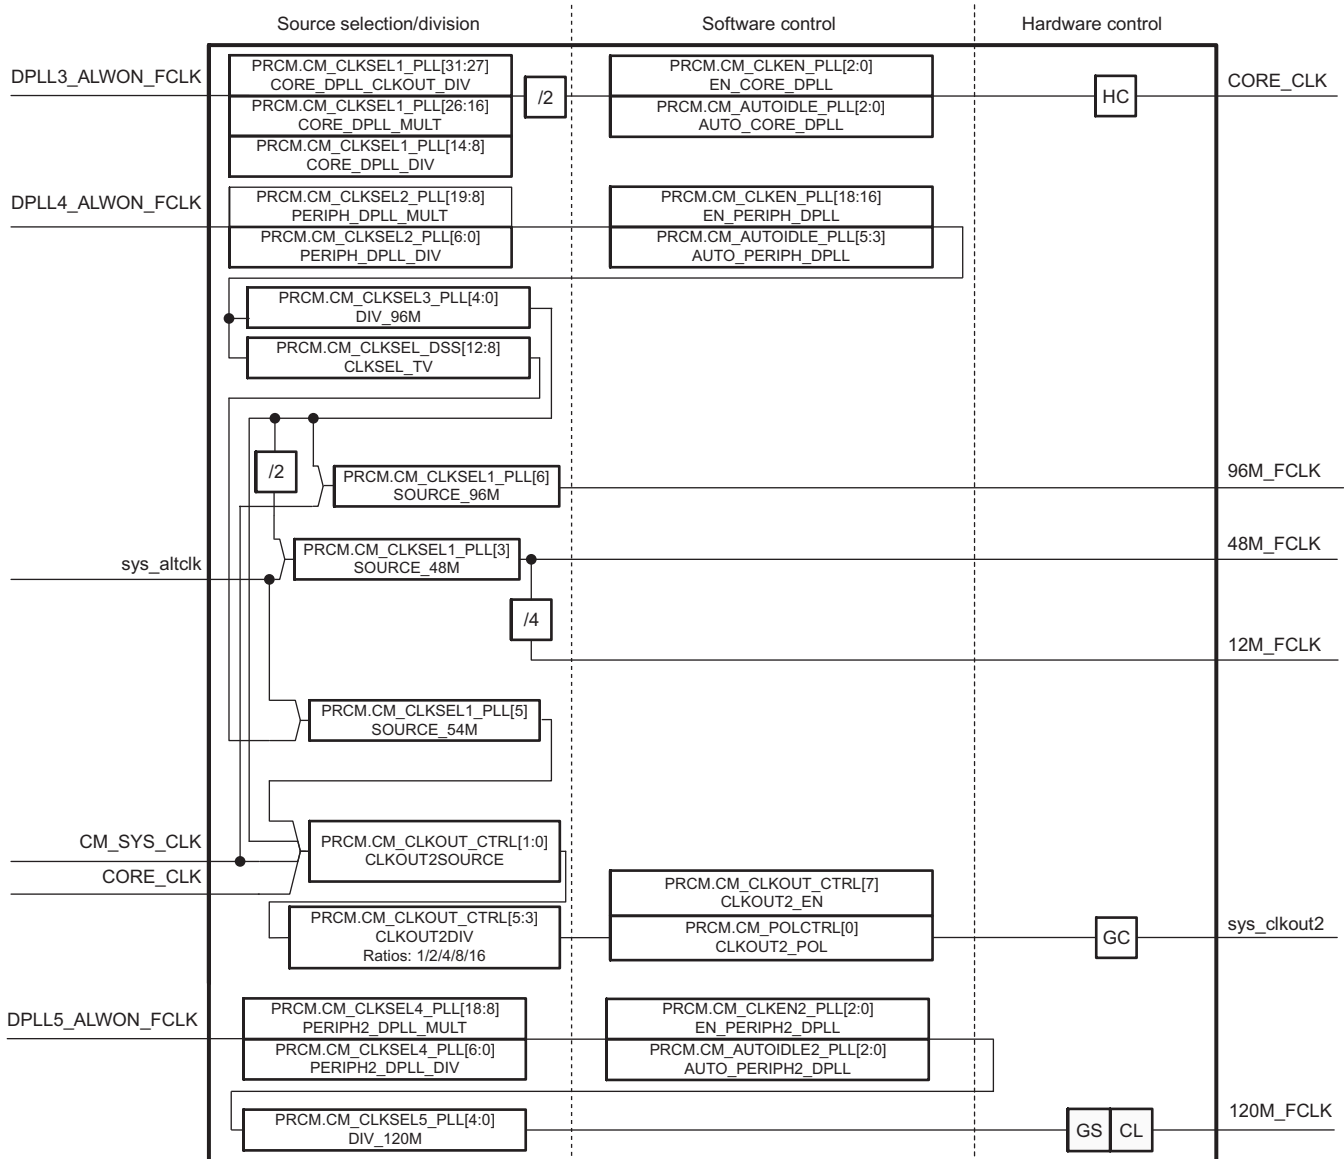 Source selection/division
Software control
Hardware control
DPLL3_ALWON_FCLK
PRCM.CM_CLKSEL1_PLL[31:27]
CORE_DPLL_CLKOUT_DIV
PRCM.CM_CLKSEL1_PLL[26:16]
CORE_DPLL_MULT
PRCM.CM_CLKSEL1_PLL[14:8]
CORE_DPLL_DIV
/2
PRCM.CM_CLKEN_PLL[2:0]
EN_CORE_DPLL
PRCM.CM_AUTOIDLE_PLL[2:0]
AUTO_CORE_DPLL
HC
CORE_CLK
DPLL4_ALWON_FCLK
PRCM.CM_CLKSEL2_PLL[19:8]
PERIPH_DPLL_MULT
PRCM.CM_CLKSEL2_PLL[6:0]
PERIPH_DPLL_DIV
PRCM.CM_CLKEN_PLL[18:16]
EN_PERIPH_DPLL
PRCM.CM_AUTOIDLE_PLL[5:3]
AUTO_PERIPH_DPLL
PRCM.CM_CLKSEL3_PLL[4:0]
DIV_96M
PRCM.CM_CLKSEL_DSS[12:8]
CLKSEL_TV
/2
PRCM.CM_CLKSEL1_PLL[6]
SOURCE_96M
96M_FCLK
sys_altclk
PRCM.CM_CLKSEL1_PLL[3]
SOURCE_48M
48M_FCLK
/4
12M_FCLK
PRCM.CM_CLKSEL1_PLL[5]
SOURCE_54M
CM_SYS_CLK
CORE_CLK
PRCM.CM_CLKOUT_CTRL[1:0]
CLKOUT2SOURCE
PRCM.CM_CLKOUT_CTRL[5:3]
CLKOUT2DIV
Ratios: 1/2/4/8/16
PRCM.CM_CLKOUT_CTRL[7]
CLKOUT2_EN
PRCM.CM_POLCTRL[0]
CLKOUT2_POL
GC
sys_clkout2
DPLL5_ALWON_FCLK
PRCM.CM_CLKSEL4_PLL[18:8]
PERIPH2_DPLL_MULT
PRCM.CM_CLKSEL4_PLL[6:0]
PERIPH2_DPLL_DIV
PRCM.CM_CLKEN2_PLL[2:0]
EN_PERIPH2_DPLL
PRCM.CM_AUTOIDLE2_PLL[2:0]
AUTO_PERIPH2_DPLL
PRCM.CM_CLKSEL5_PLL[4:0]
DIV_120M
GS
CL
120M_FCLK